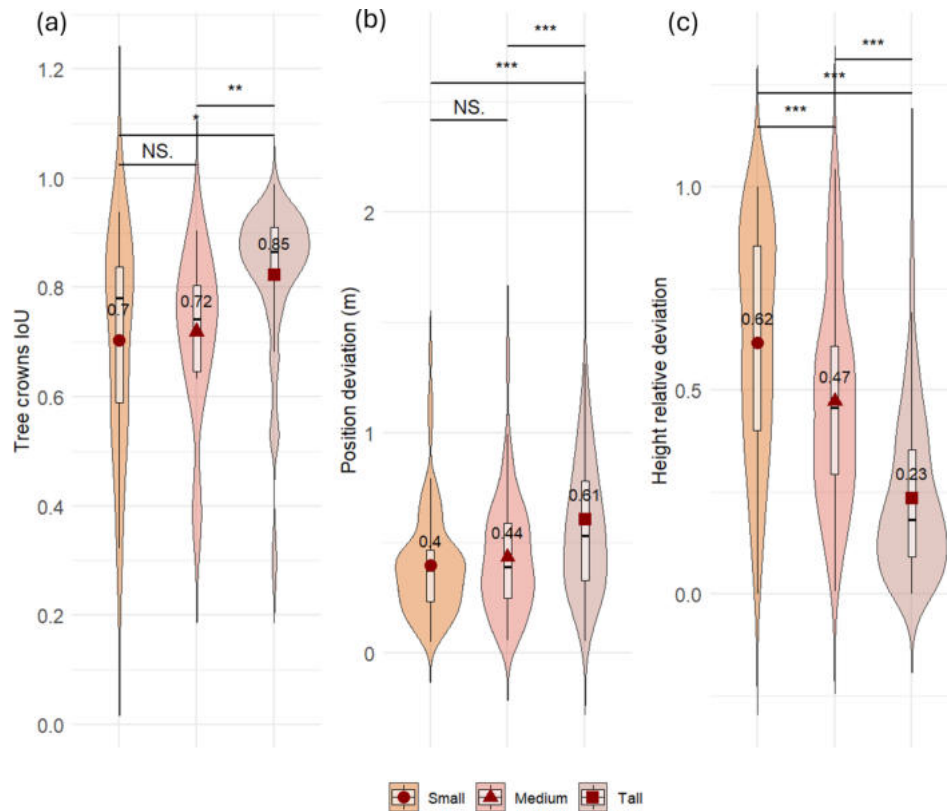 (a)
(b)
(c)
Tree crowns IoU
1.2
1.0
0.8
0.6
0.4
0.2
0.0
**
*
NS.
0.7
0.72
0.85
Position deviation (m)
2
1
0
***
***
NS.
0.4
0.44
0.61
Height relative deviation
1.0
0.5
0.0
***
***
***
0.62
0.47
0.23
Small
Medium
Tall